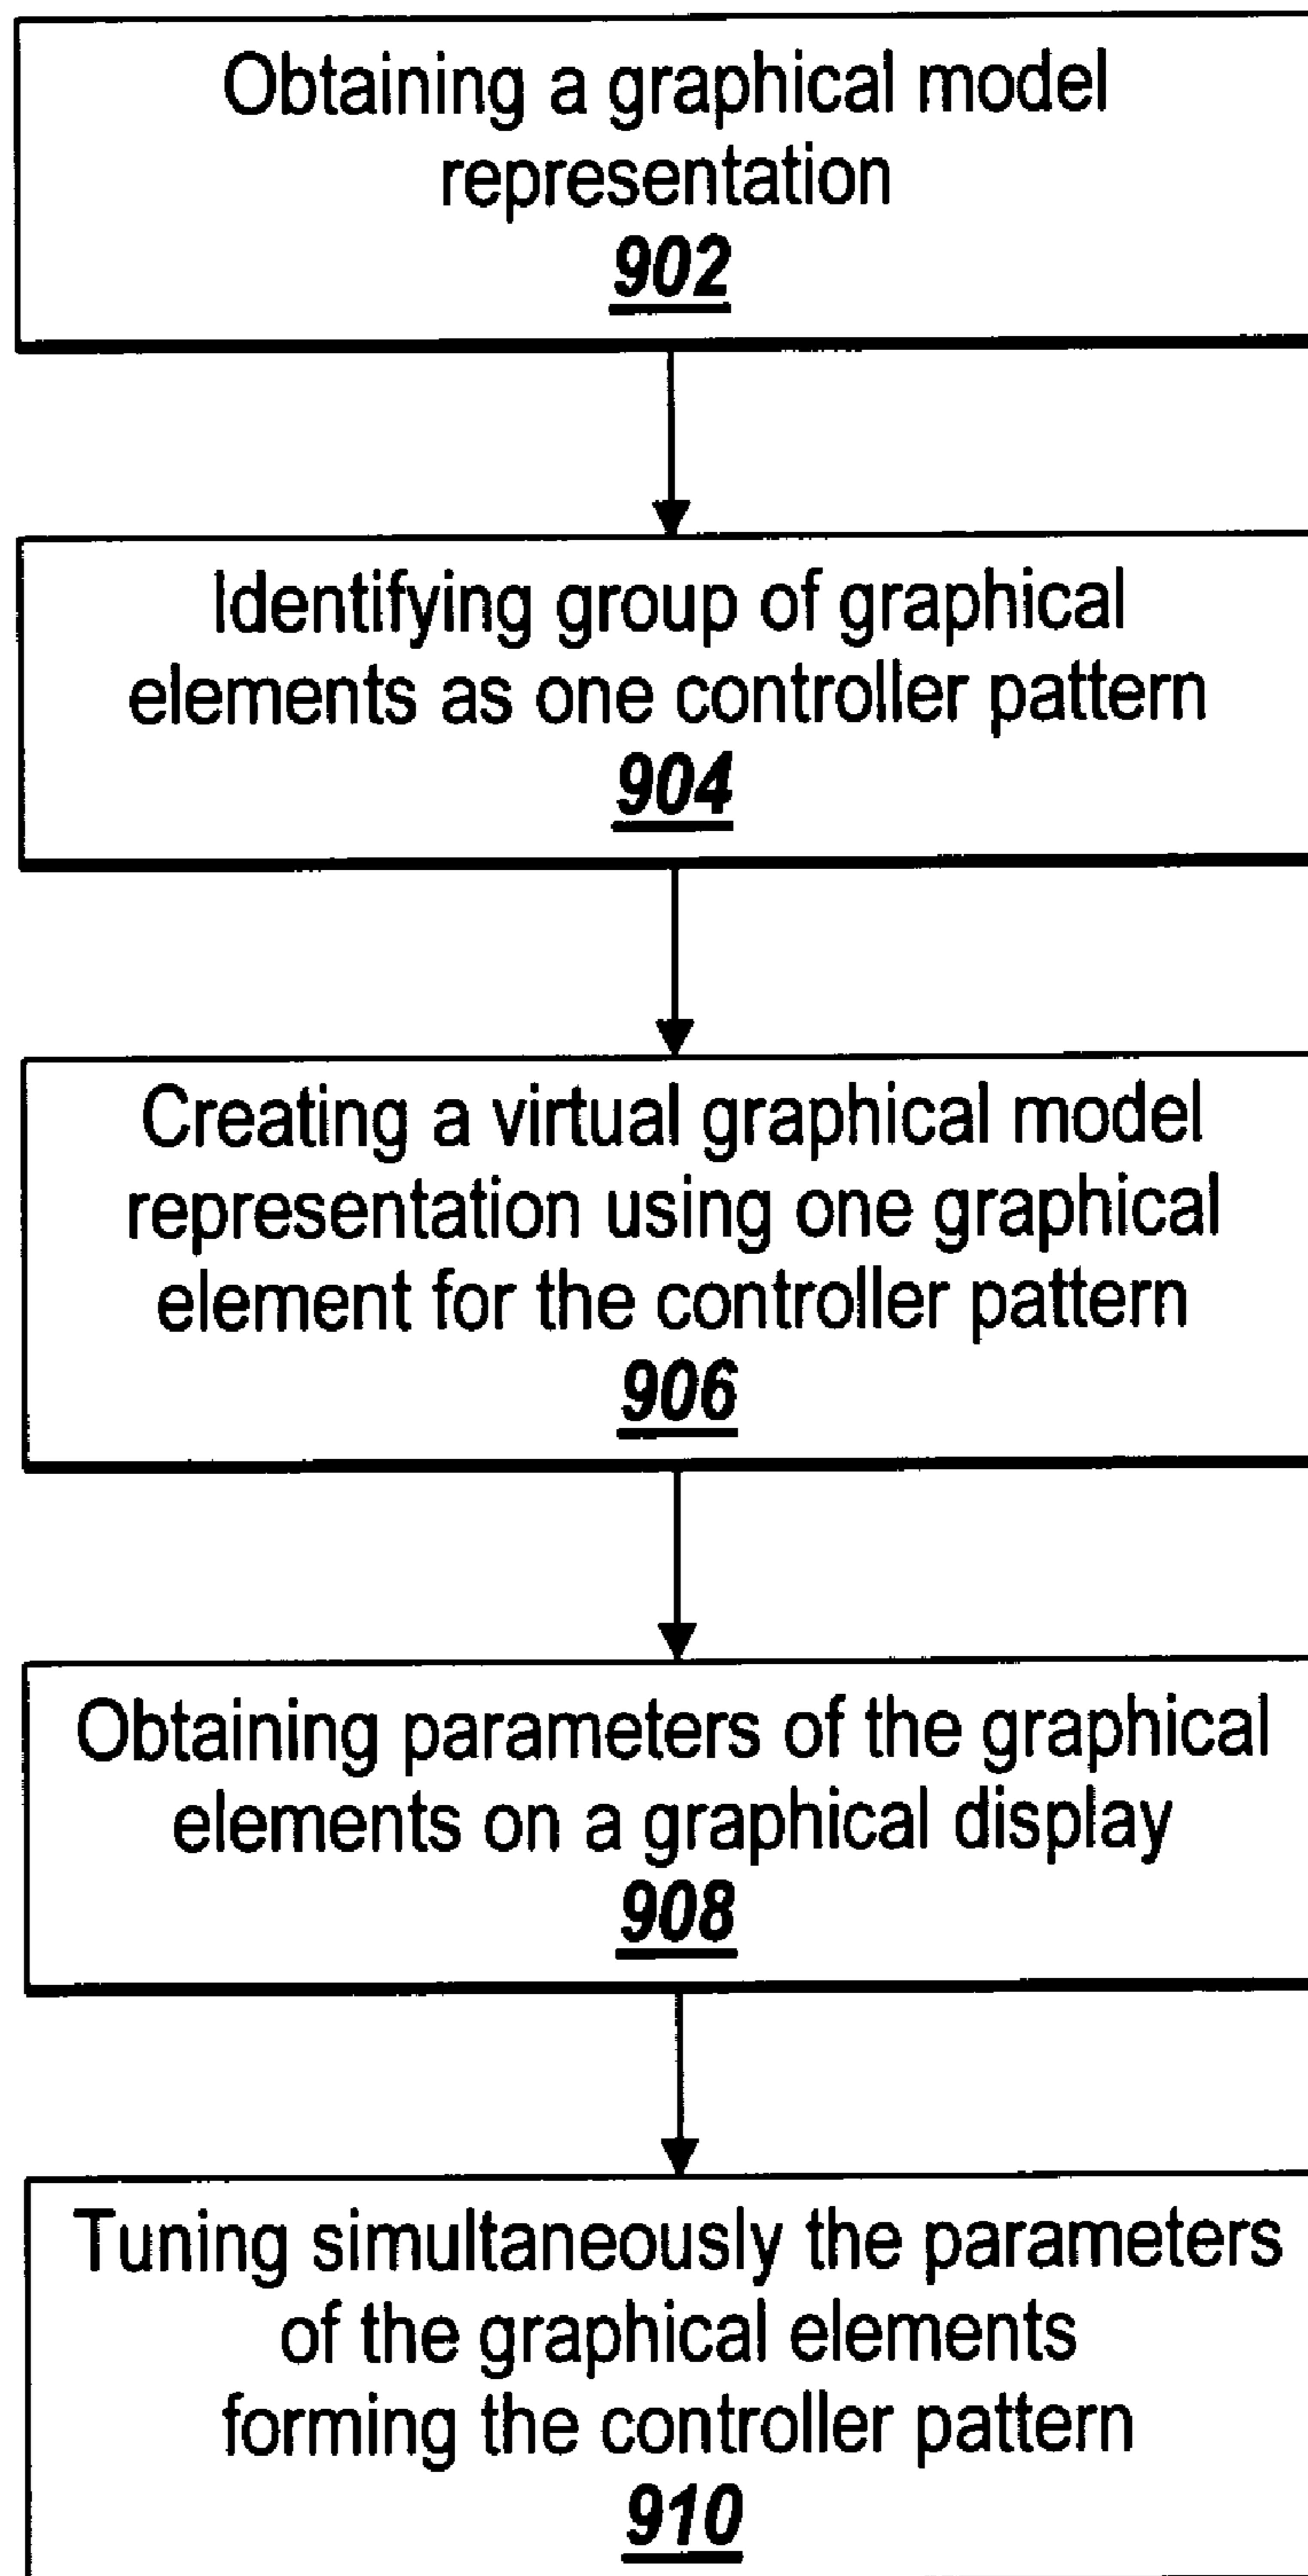 Obtaining a graphical model
representation
902
Identifying group of graphical
elements as one controller pattern
904
Creating a virtual graphical model
representation using one graphical
element for the controller pattern
906
Obtaining parameters of the graphical
elements on a graphical display
908
Tuning simultaneously the parameters
of the graphical elements
forming the controller pattern
910